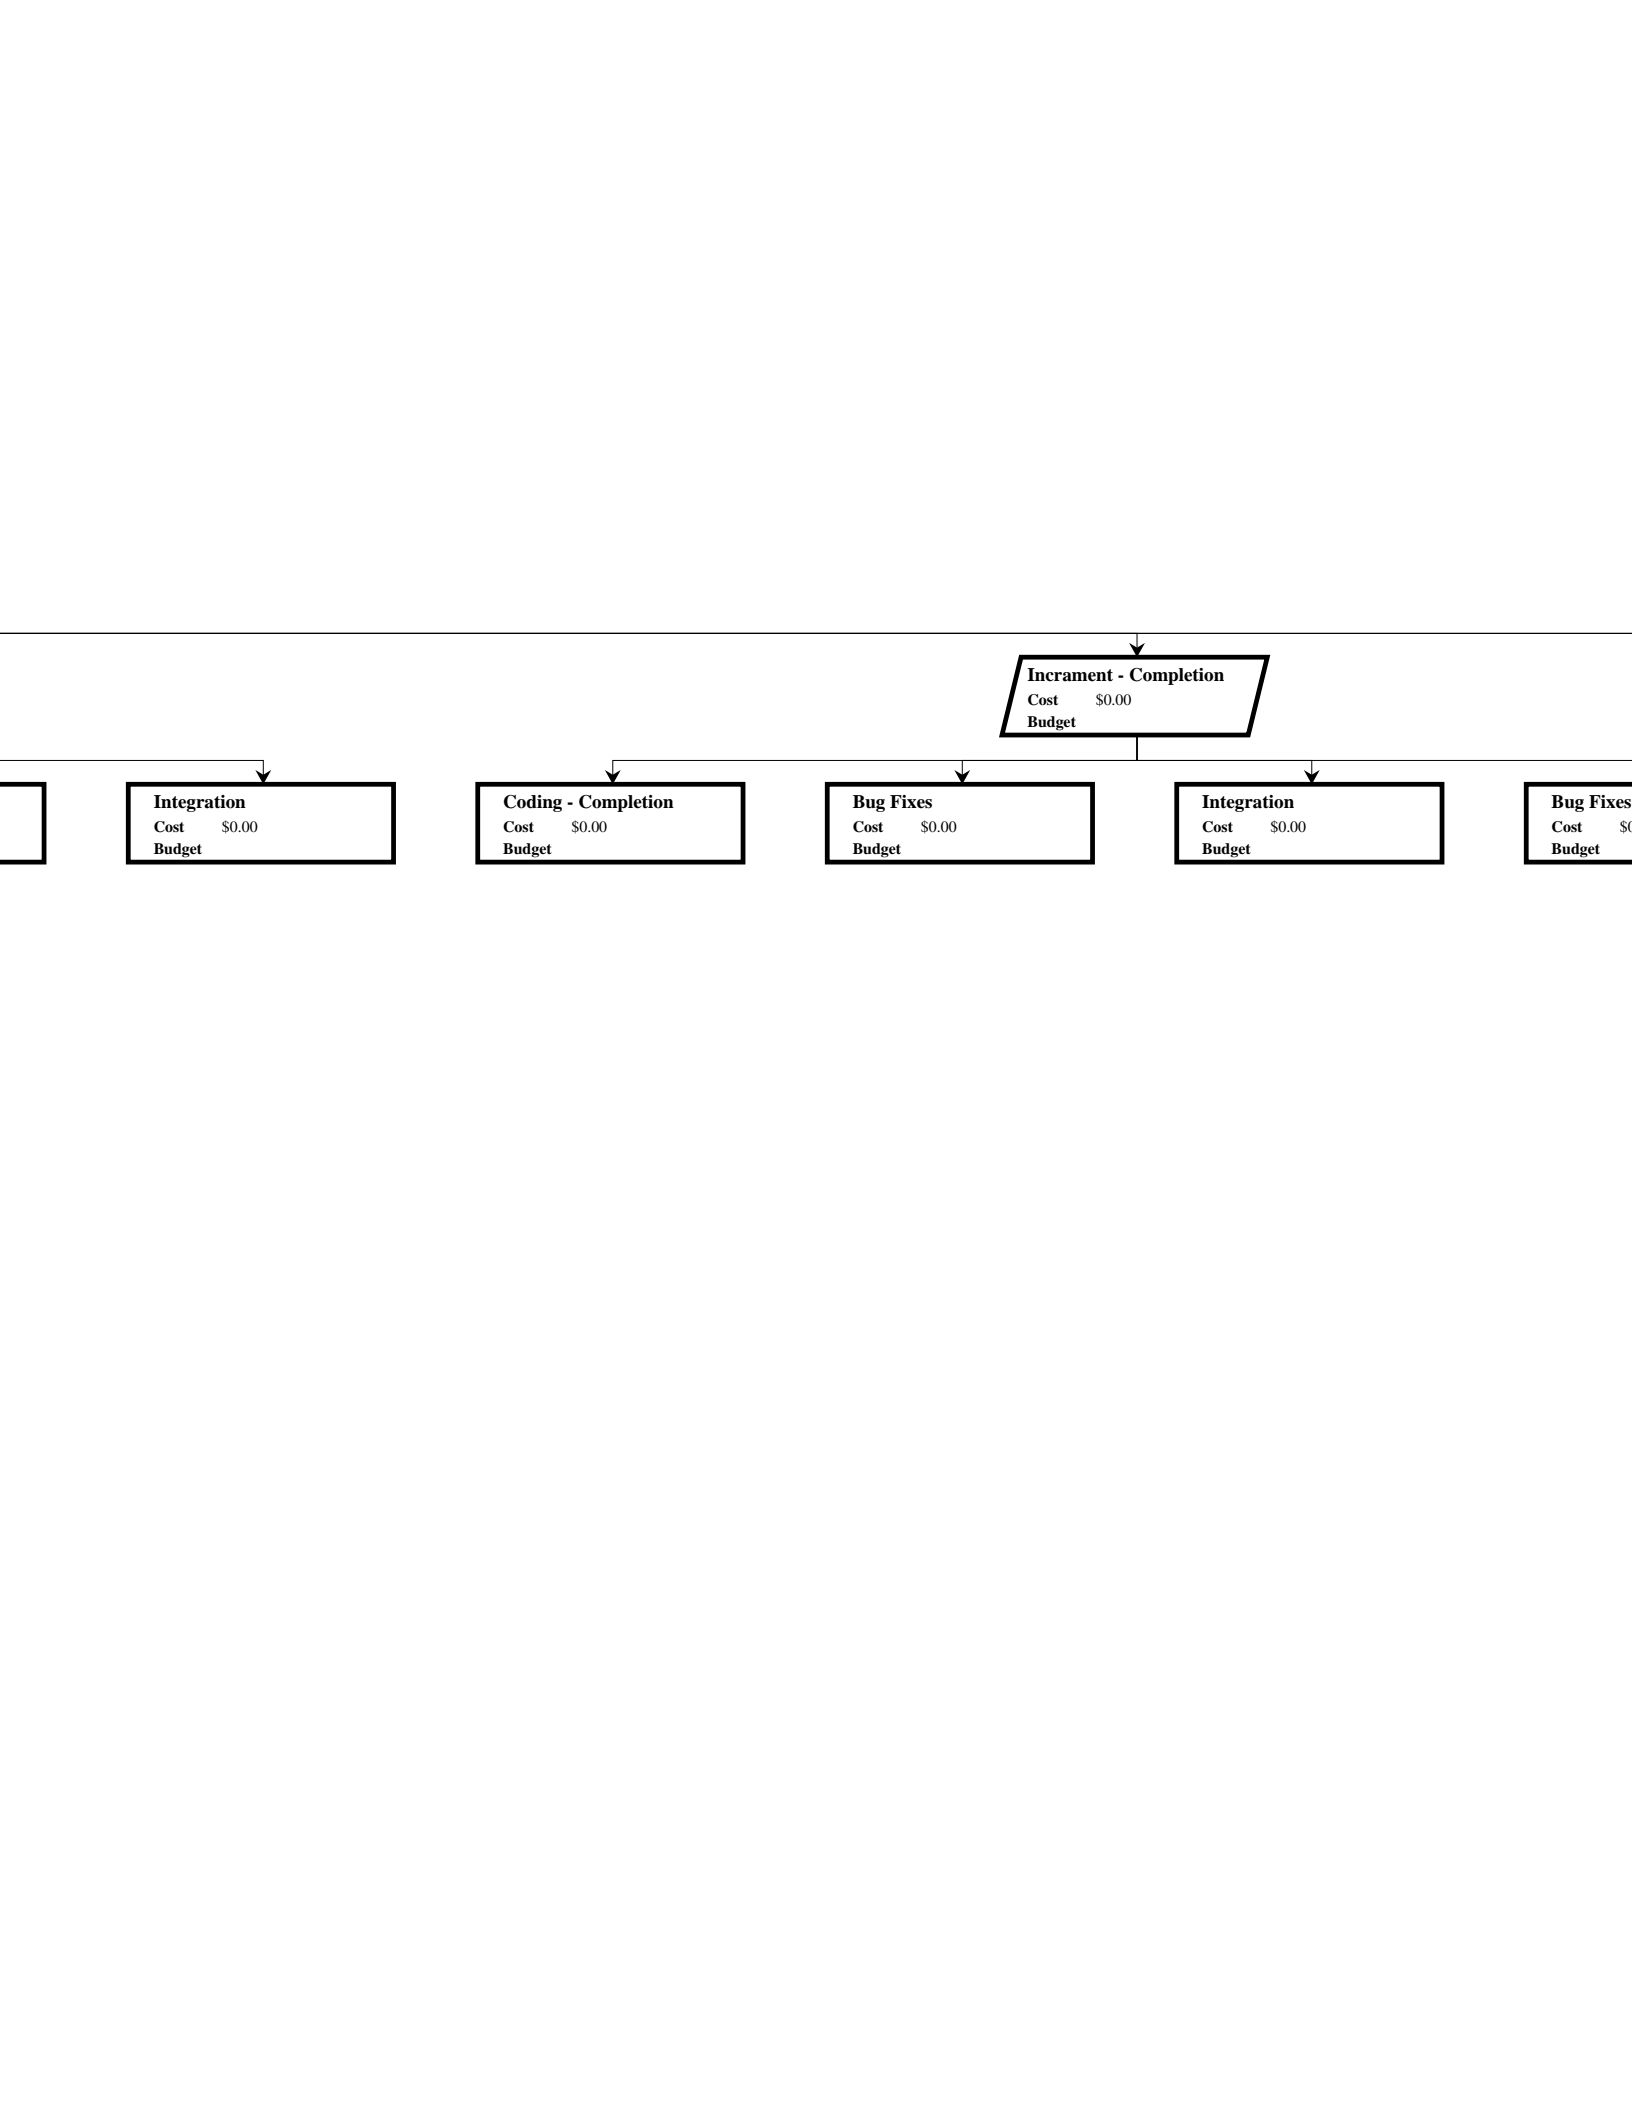 Incrament - Completion
Cost $0.00
Budget
Integration
Cost $0.00
Budget
Coding - Completion
Cost $0.00
Budget
Bug Fixes
Cost $0.00
Budget
Integration
Cost $0.00
Budget
Bug Fixes
Cost
Budget